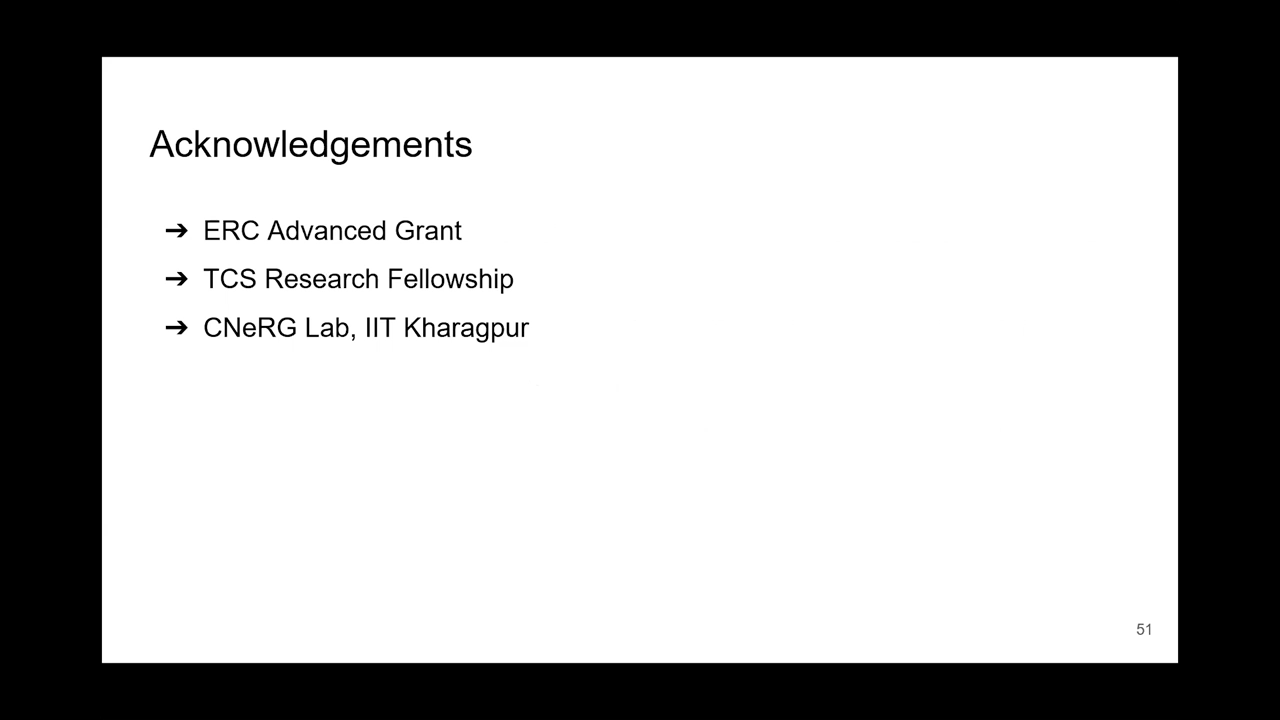 Acknowledgements
➔ ERC Advanced Grant
➔ TCS Research Fellowship
➔ CNeRG Lab, IIT Kharagpur
51